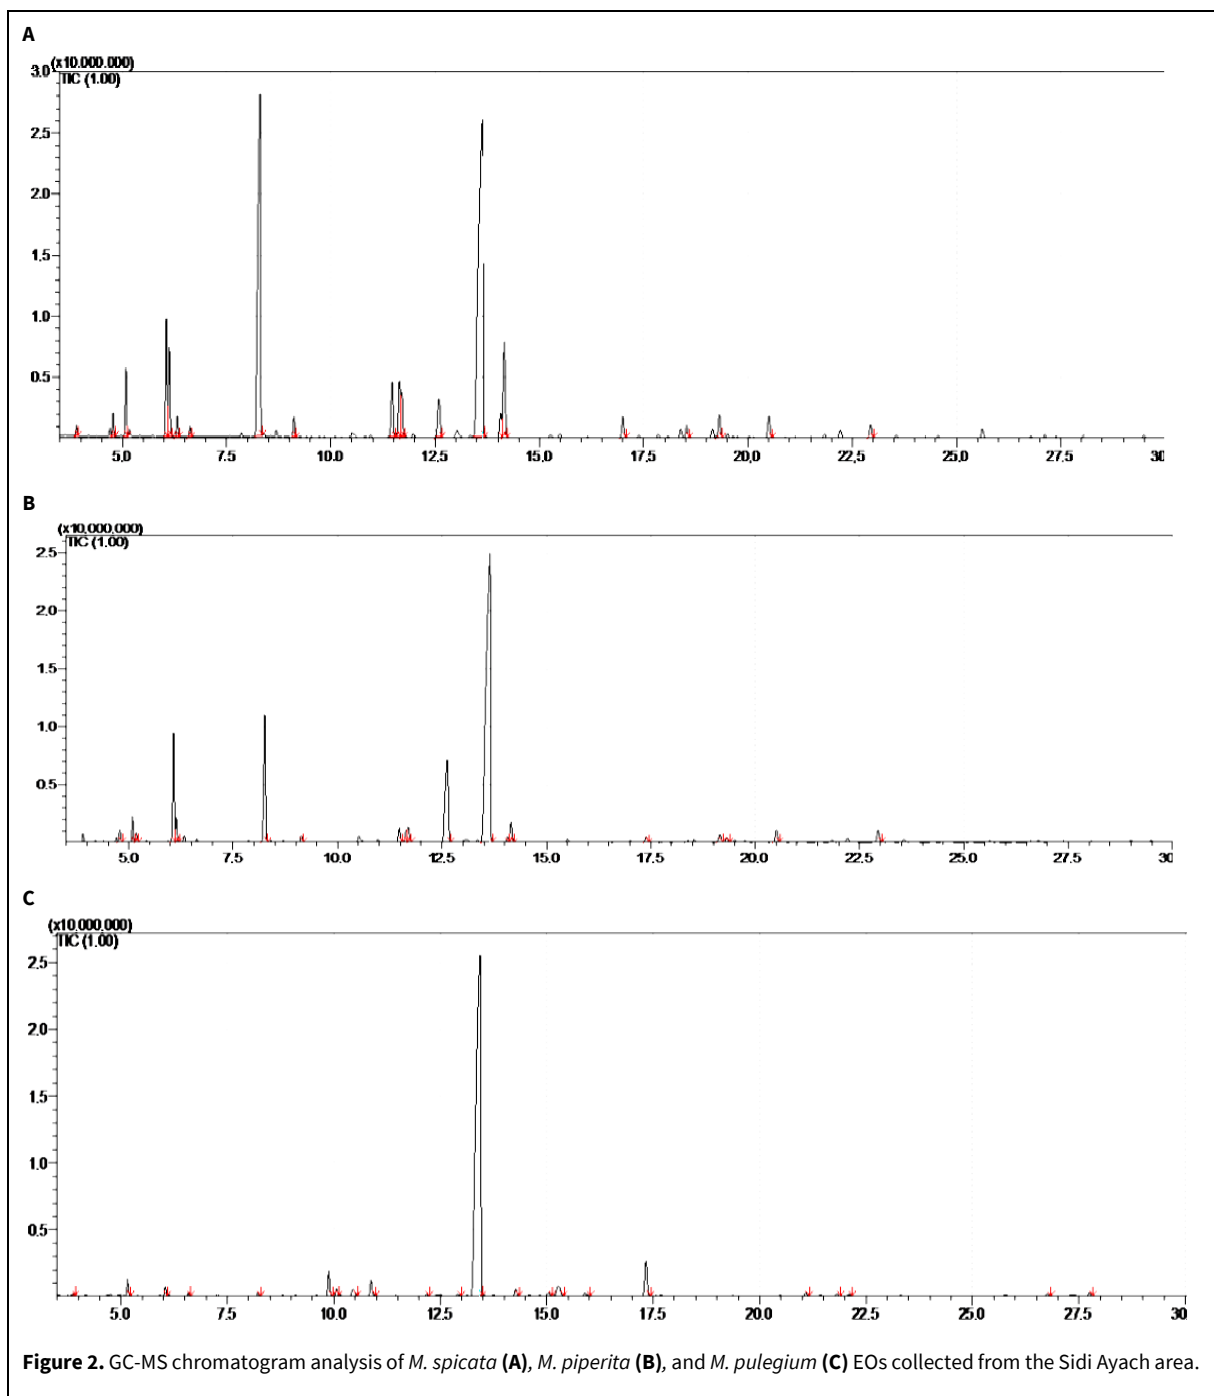 A
(x10.000.000)
TIC (1.00)
3.0
2.5
2.0
1.5
1.0
0.5
5.0 7.5 10.0 12.5 15.0 17.5 20.0 22.5 25.0 27.5 30
B
(x10,000,000)
TIC (1.00)
2.5
2.0
1.5
1.0
0.5
5.0 7.5 10.0 12.5 15.0 17.5 20.0 22.5 25.0 27.5 30
C
(x10,000,000)
TIC (1.00)
2.5
2.0
1.5
1.0
0.5
5.0 7.5 10.0 12.5 15.0 17.5 20.0 22.5 25.0 27.5 30
Figure 2. GC-MS chromatogram analysis of M. spicata (A), M. piperita (B), and M. pulegium (C) EOs collected from the Sidi Ayach area.